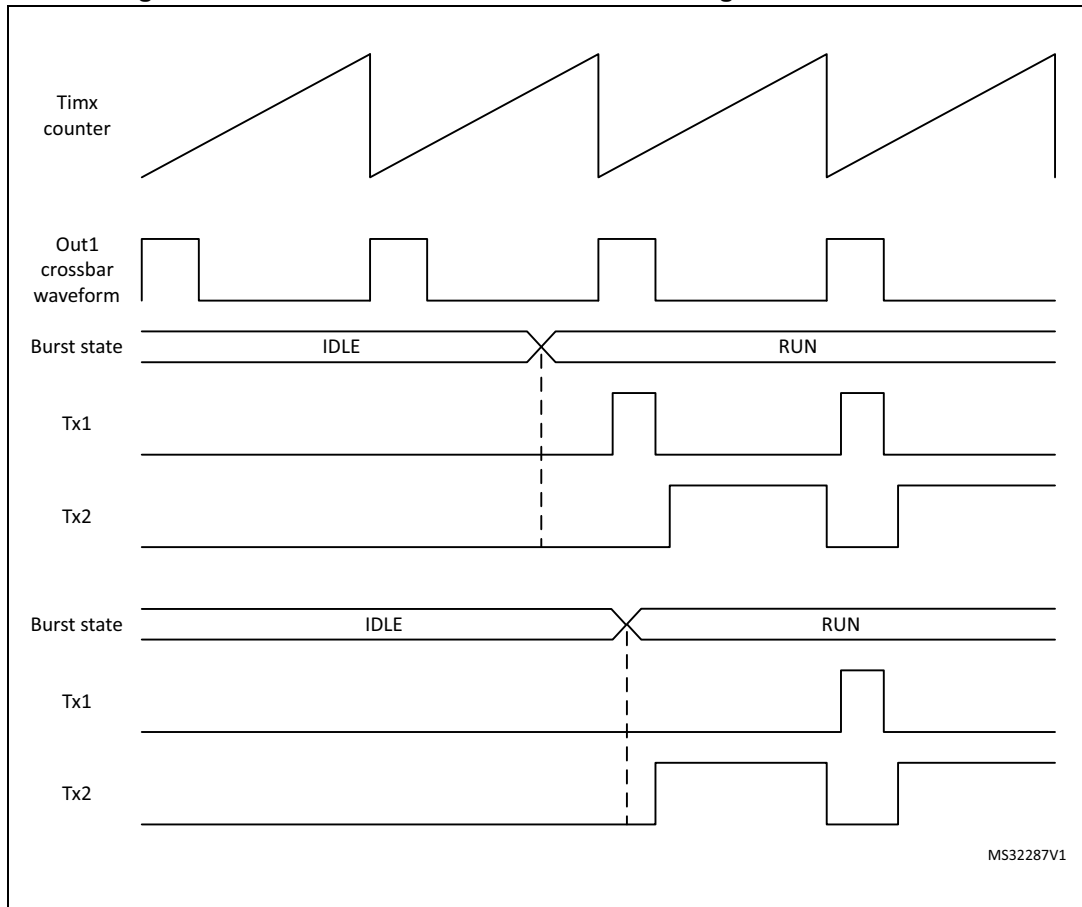 Timx
counter
Out1
crossbar
waveform
Burst state
IDLE
RUN
Tx1
Tx2
Burst state
IDLE
RUN
Tx1
Tx2
MS32287V1